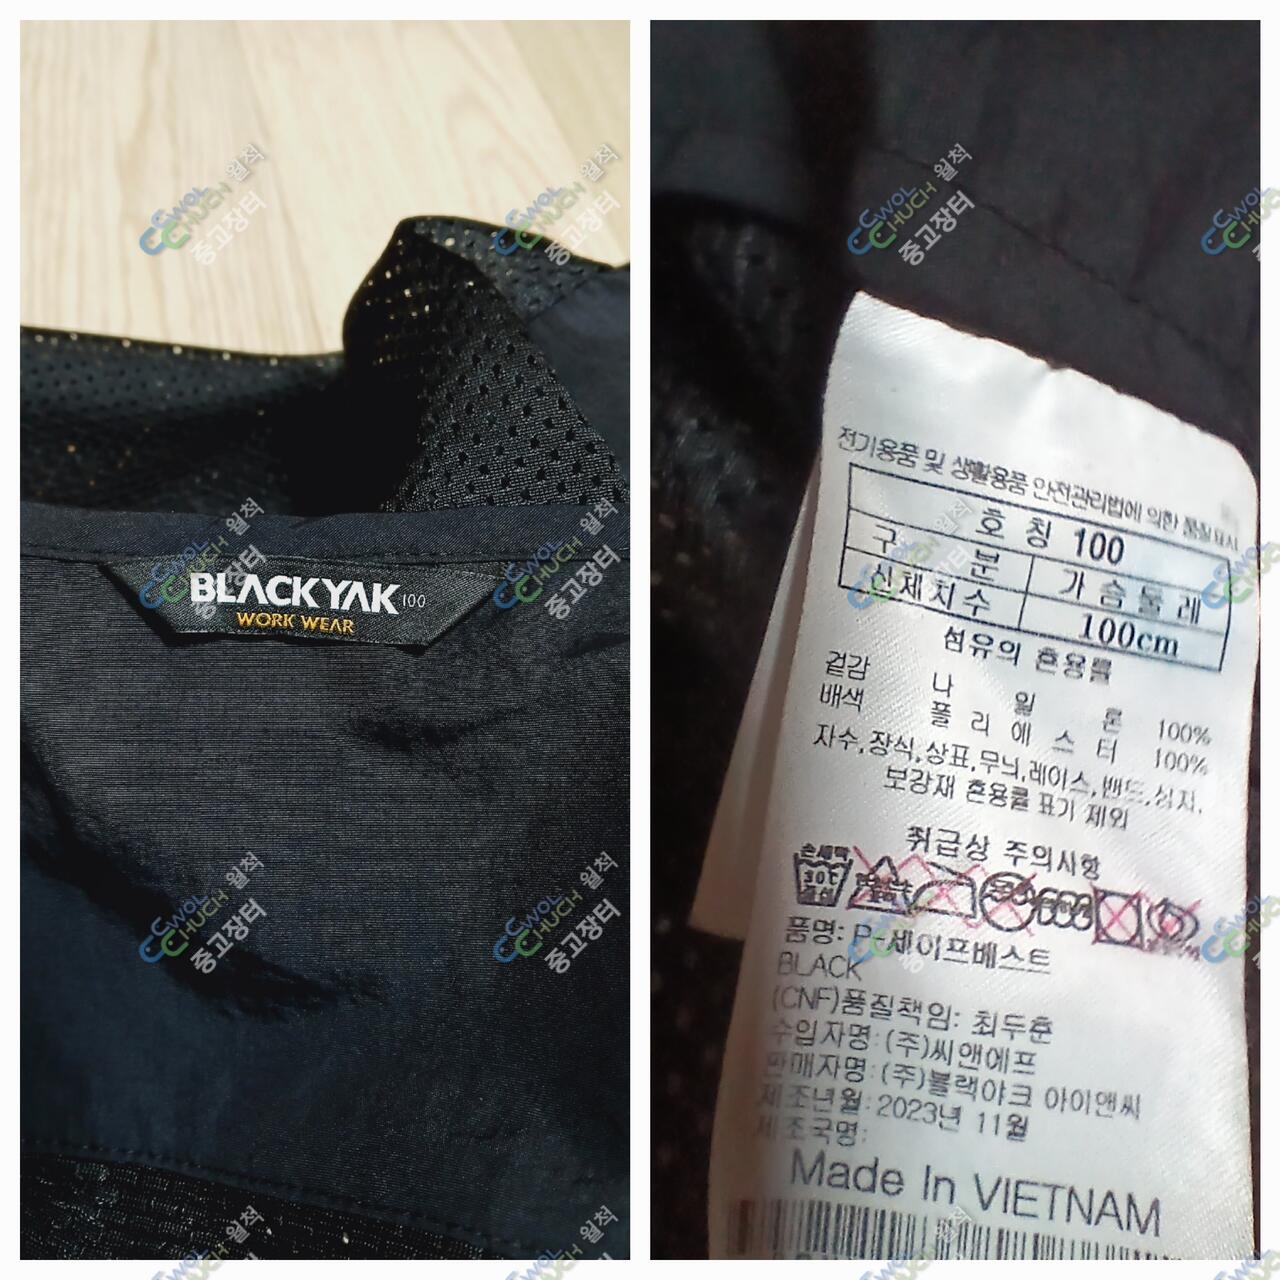 BLACKYAK 100
WORK WEAR
전기용품 및 생활용품 안전관리법에 의한 품질표시
호 칭 100
구 분 가 슴 둘 레
신체치수 100cm
섬유의 혼용률
겉감 나 일 론 100%
배색 폴 리 에 스 터 100%
자수,장식,상표,무늬,레이스,밴드,심지,
보강재 혼용률 표기 제외
취급상 주의사항
손세탁
30℃
중성
품명: P-세이프베스트
BLACK
(CNF)품질책임: 최두훈
수입자명: (주)씨앤에프
판매자명: (주)블랙야크 아이앤씨
제조년월: 2023년 11월
제조국명:
Made In VIETNAM
CWOL CHUCH 월척 중고장터